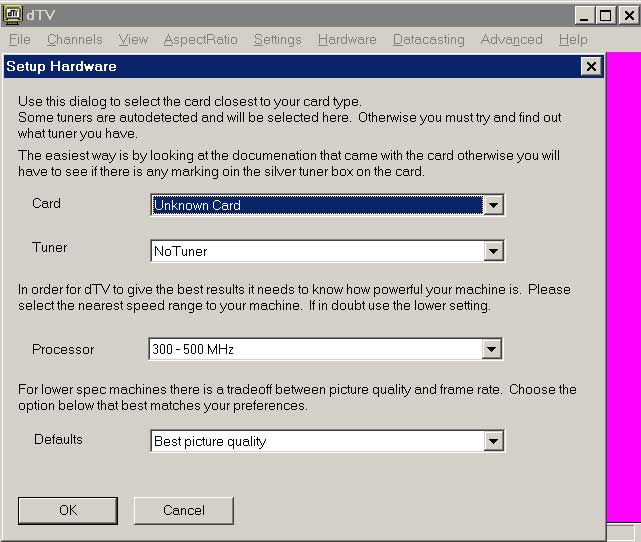 dTV
File Channels View AspectRatio Settings Hardware Datacasting Advanced Help
Setup Hardware
Use this dialog to select the card closest to your card type.
Some tuners are autodetected and will be selected here. Otherwise you must try and find out
what tuner you have.
The easiest way is by looking at the documenation that came with the card otherwise you will
have to see if there is any marking oin the silver tuner box on the card.
Card Unknown Card
Tuner NoTuner
In order for dTV to give the best results it needs to know how powerful your machine is. Please
select the nearest speed range to your machine. If in doubt use the lower setting.
Processor 300 - 500 MHz
For lower spec machines there is a tradeoff between picture quality and frame rate. Choose the
option below that best matches your preferences.
Defaults Best picture quality
OK Cancel